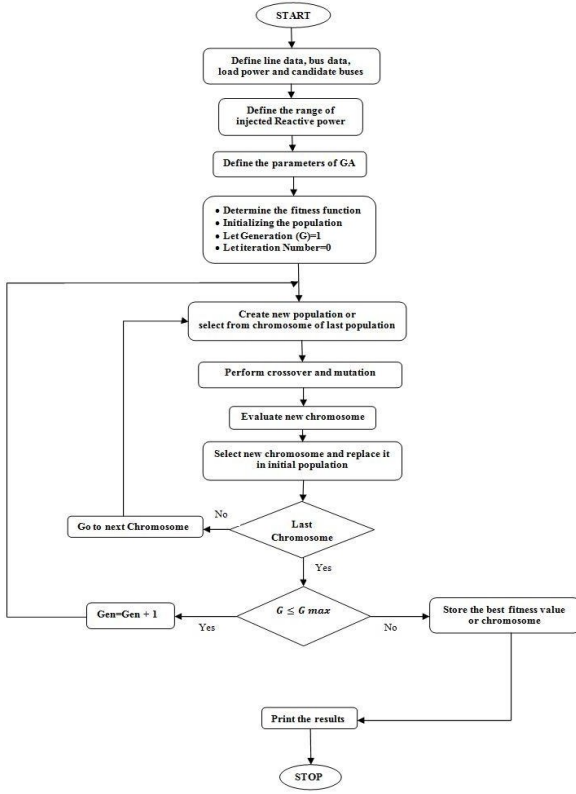 START
Define line data, bus data,
load power and candidate buses
Define the range of
injected Reactive power
Define the parameters of GA
• Determine the fitness function
• Initializing the population
• Let Generation (G)=1
• Let iteration Number=0
Create new population or
select from chromosome of last population
Perform crossover and mutation
Evaluate new chromosome
Select new chromosome and replace it
in initial population
No
Go to next Chromosome
Last
Chromosome
Yes
Gen=Gen + 1
Yes
G ≤ G max
No
Store the best fitness value
or chromosome
Print the results
STOP